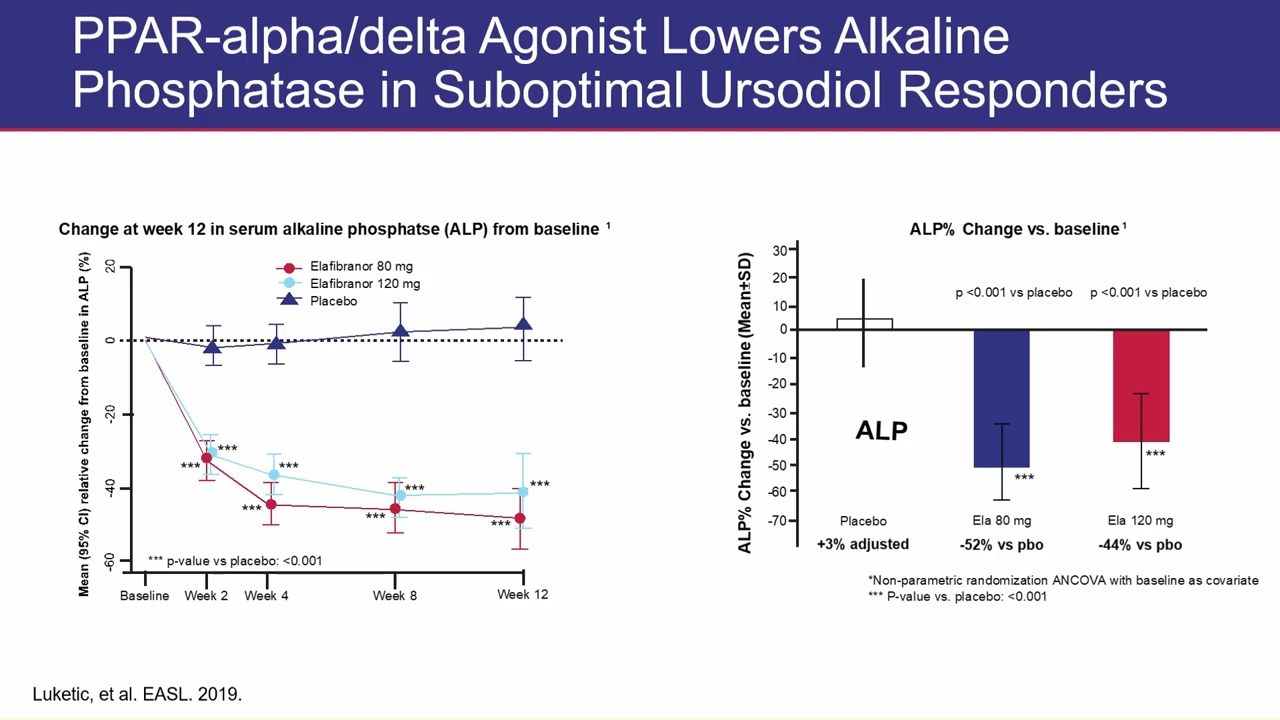 PPAR-alpha/delta Agonist Lowers Alkaline
Phosphatase in Suboptimal Ursodiol Responders
Change at week 12 in serum alkaline phosphatse (ALP) from baseline 1
Mean (95% CI) relative change from baseline in ALP (%)
20
0
-20
-40
-60
Elafibranor 80 mg
Elafibranor 120 mg
Placebo
***
***
***
***
***
***
***
***
*** p-value vs placebo: <0.001
Baseline
Week 2
Week 4
Week 8
Week 12
ALP% Change vs. baseline1
ALP% Change vs. baseline (Mean±SD)
30
20
10
0
-10
-20
-30
-40
-50
-60
-70
p <0.001 vs placebo
p <0.001 vs placebo
ALP
***
***
Placebo
Ela 80 mg
Ela 120 mg
+3% adjusted
-52% vs pbo
-44% vs pbo
*Non-parametric randomization ANCOVA with baseline as covariate
*** P-value vs. placebo: <0.001
Luketic, et al. EASL. 2019.